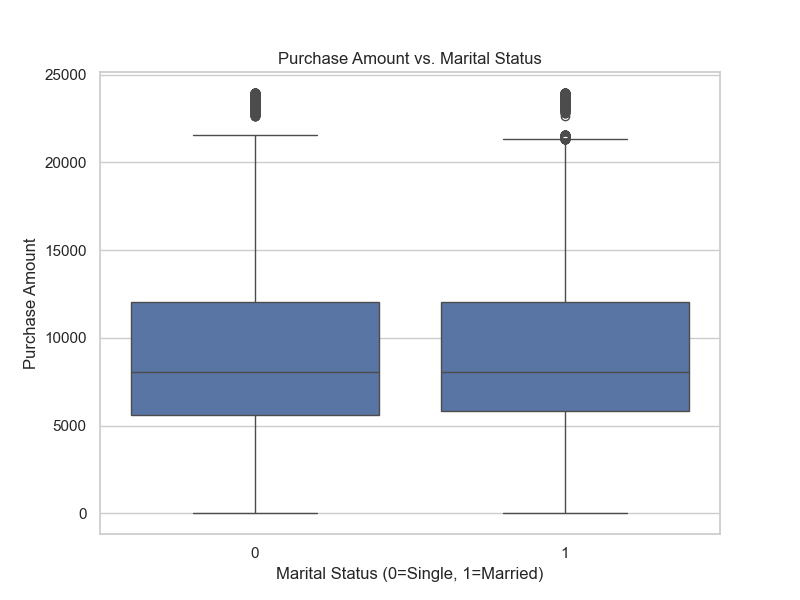 Purchase Amount vs. Marital Status
25000
20000
15000
10000
5000
0
Purchase Amount
0 1
Marital Status (0=Single, 1=Married)